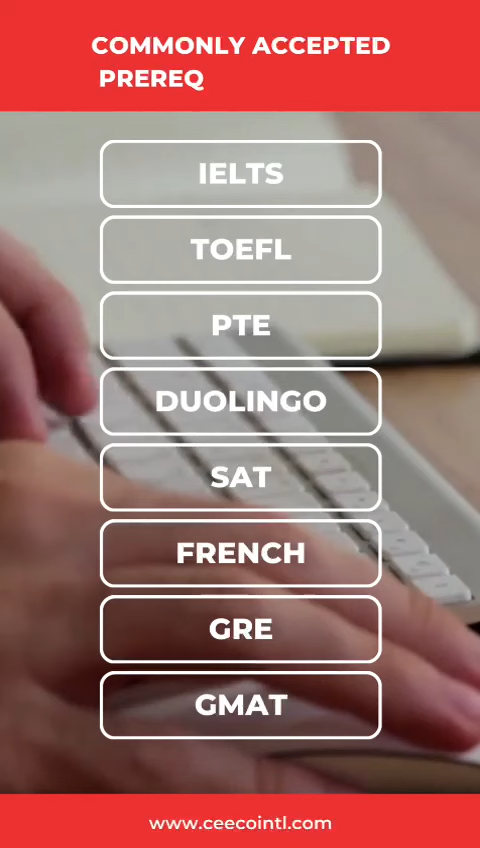 COMMONLY ACCEPTED
PREREQ
IELTS
TOEFL
PTE
DUOLINGO
SAT
FRENCH
GRE
GMAT
www.ceecointl.com